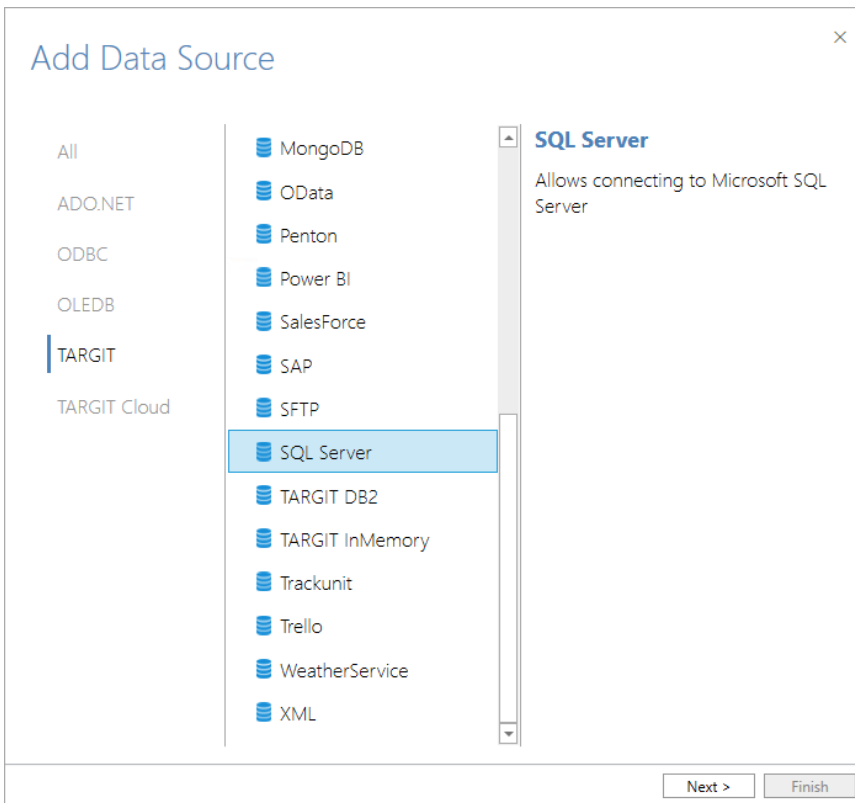 Add Data Source
All
ADO.NET
ODBC
OLEDB
TARGIT
TARGIT Cloud
MongoDB
OData
Penton
Power BI
SalesForce
SAP
SFTP
SQL Server
TARGIT DB2
TARGIT InMemory
Trackunit
Trello
WeatherService
XML
SQL Server
Allows connecting to Microsoft SQL
Server
Next >
Finish